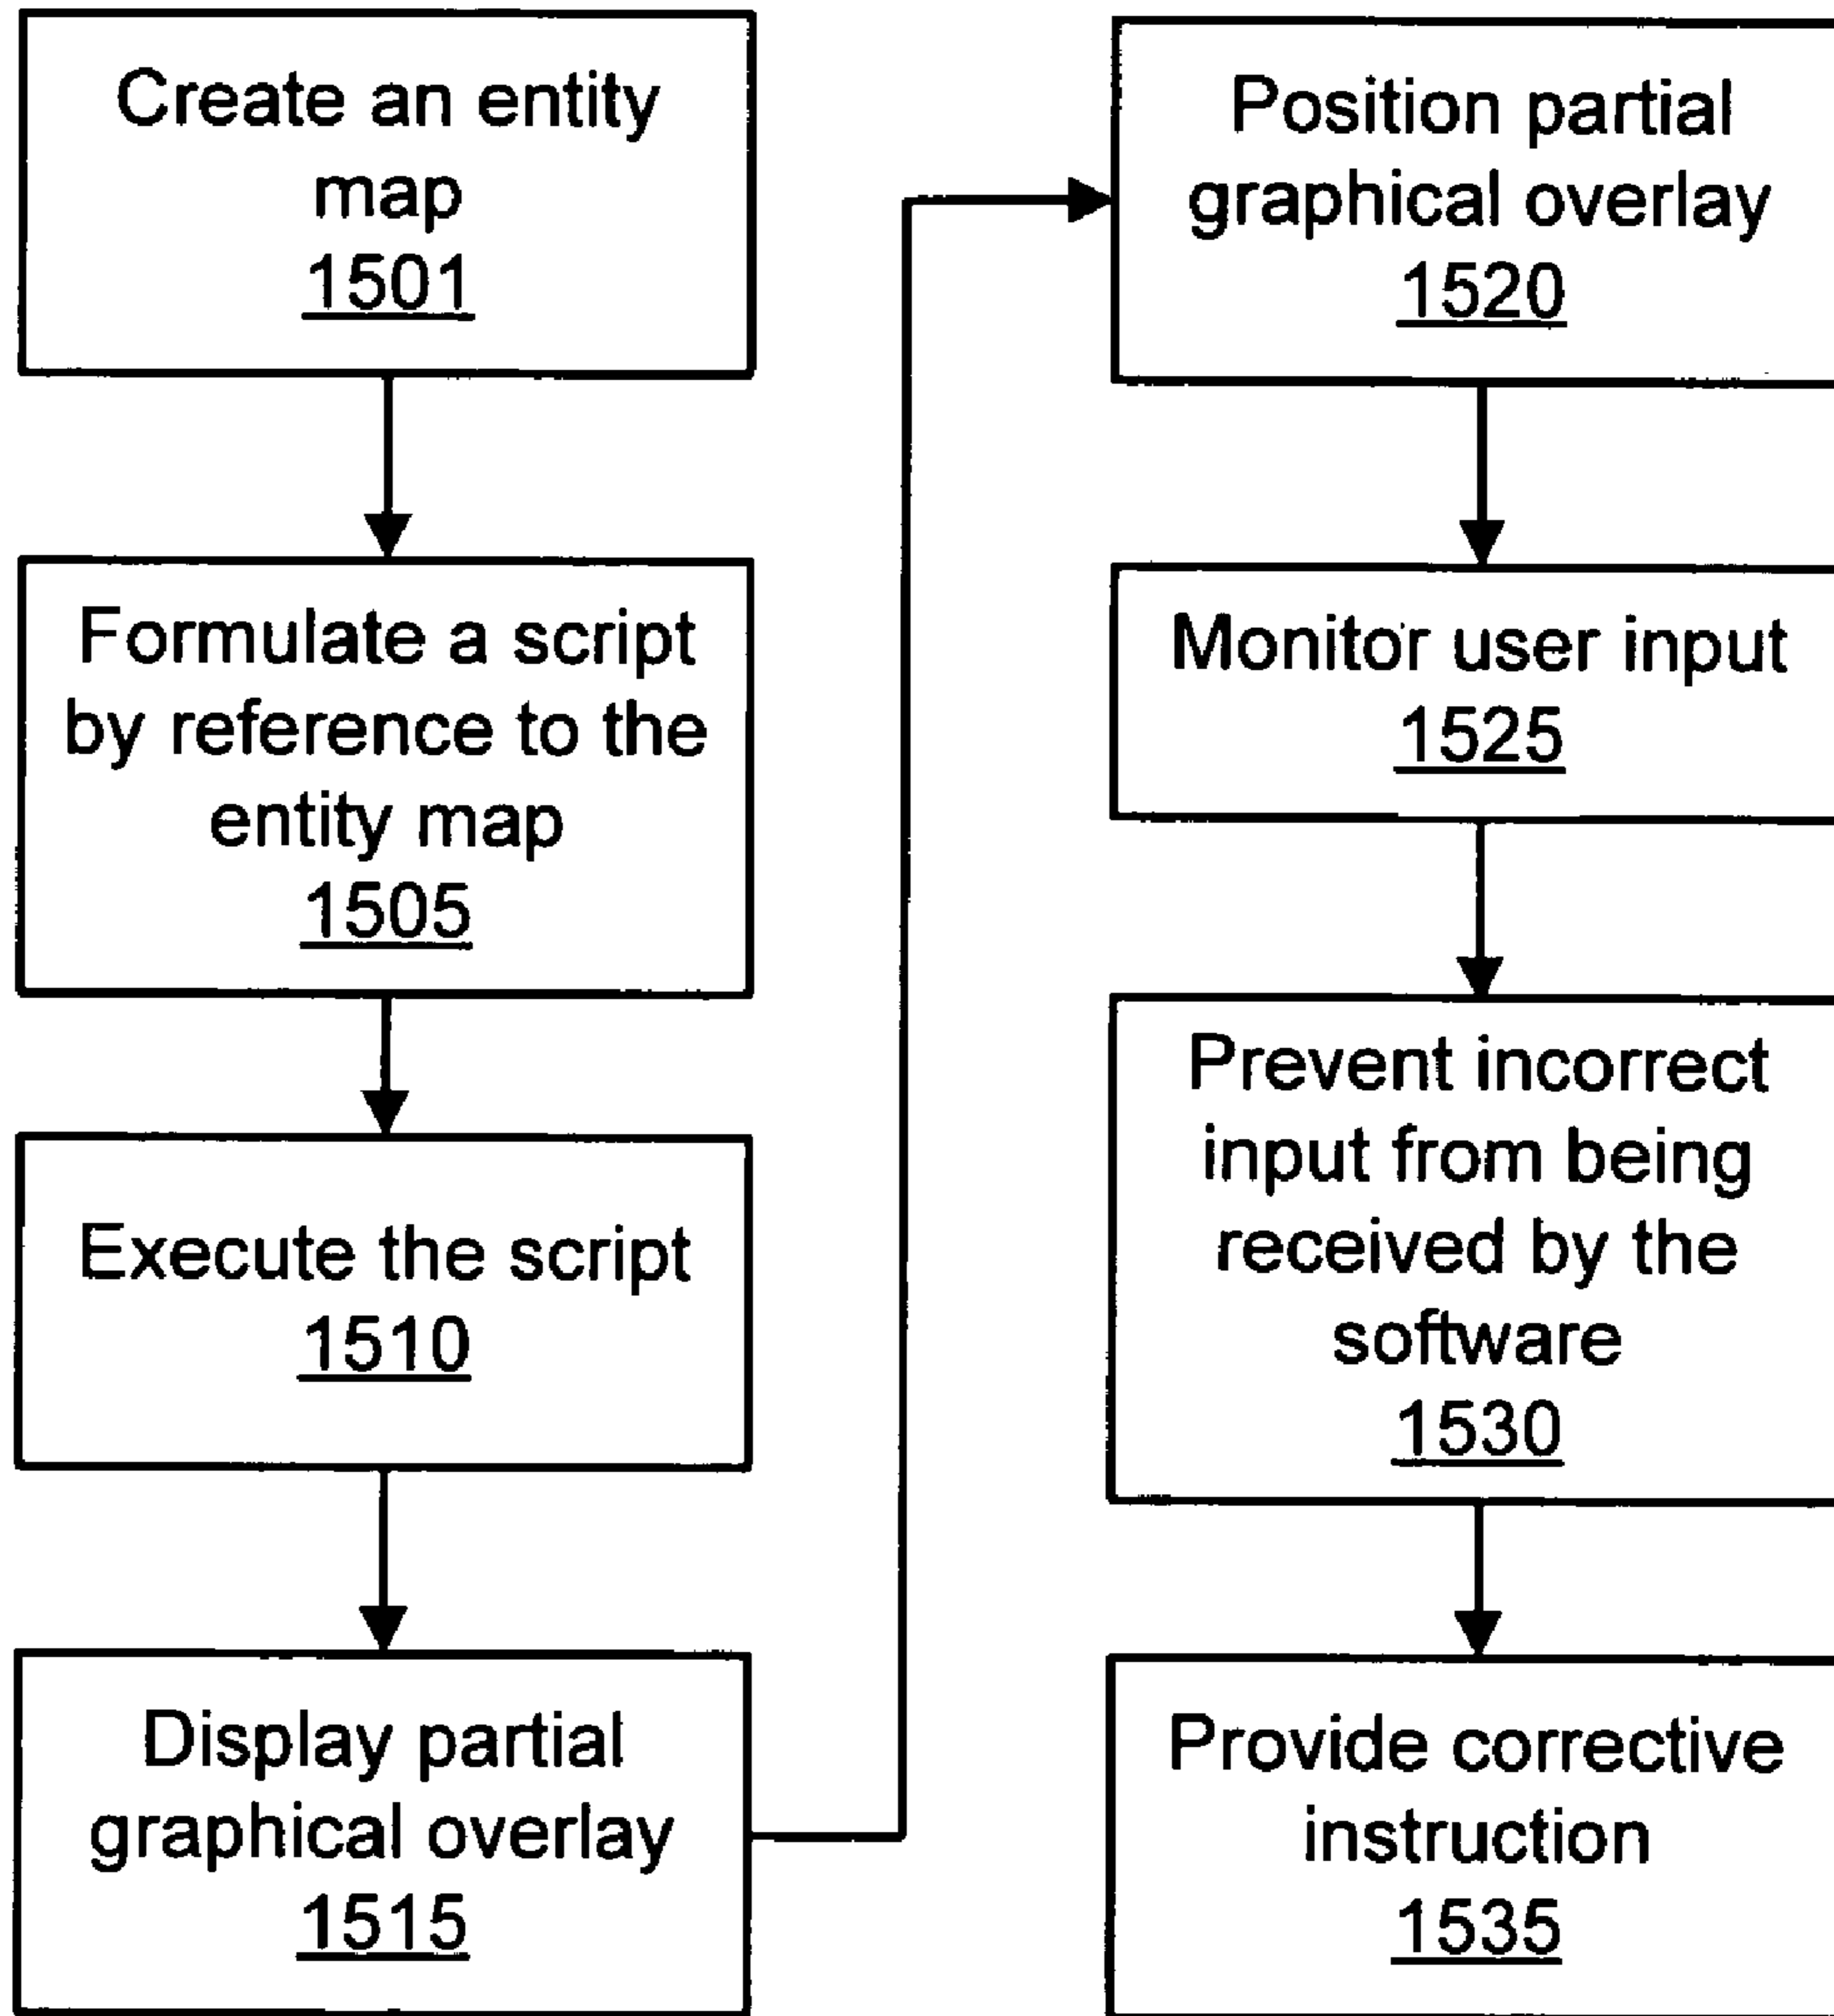 Create an entity
map
1501
Formulate a script
by reference to the
entity map
1505
Execute the script
1510
Display partial
graphical overlay
1515
Position partial
graphical overlay
1520
Monitor user input
1525
Prevent incorrect
input from being
received by the
software
1530
Provide corrective
instruction
1535